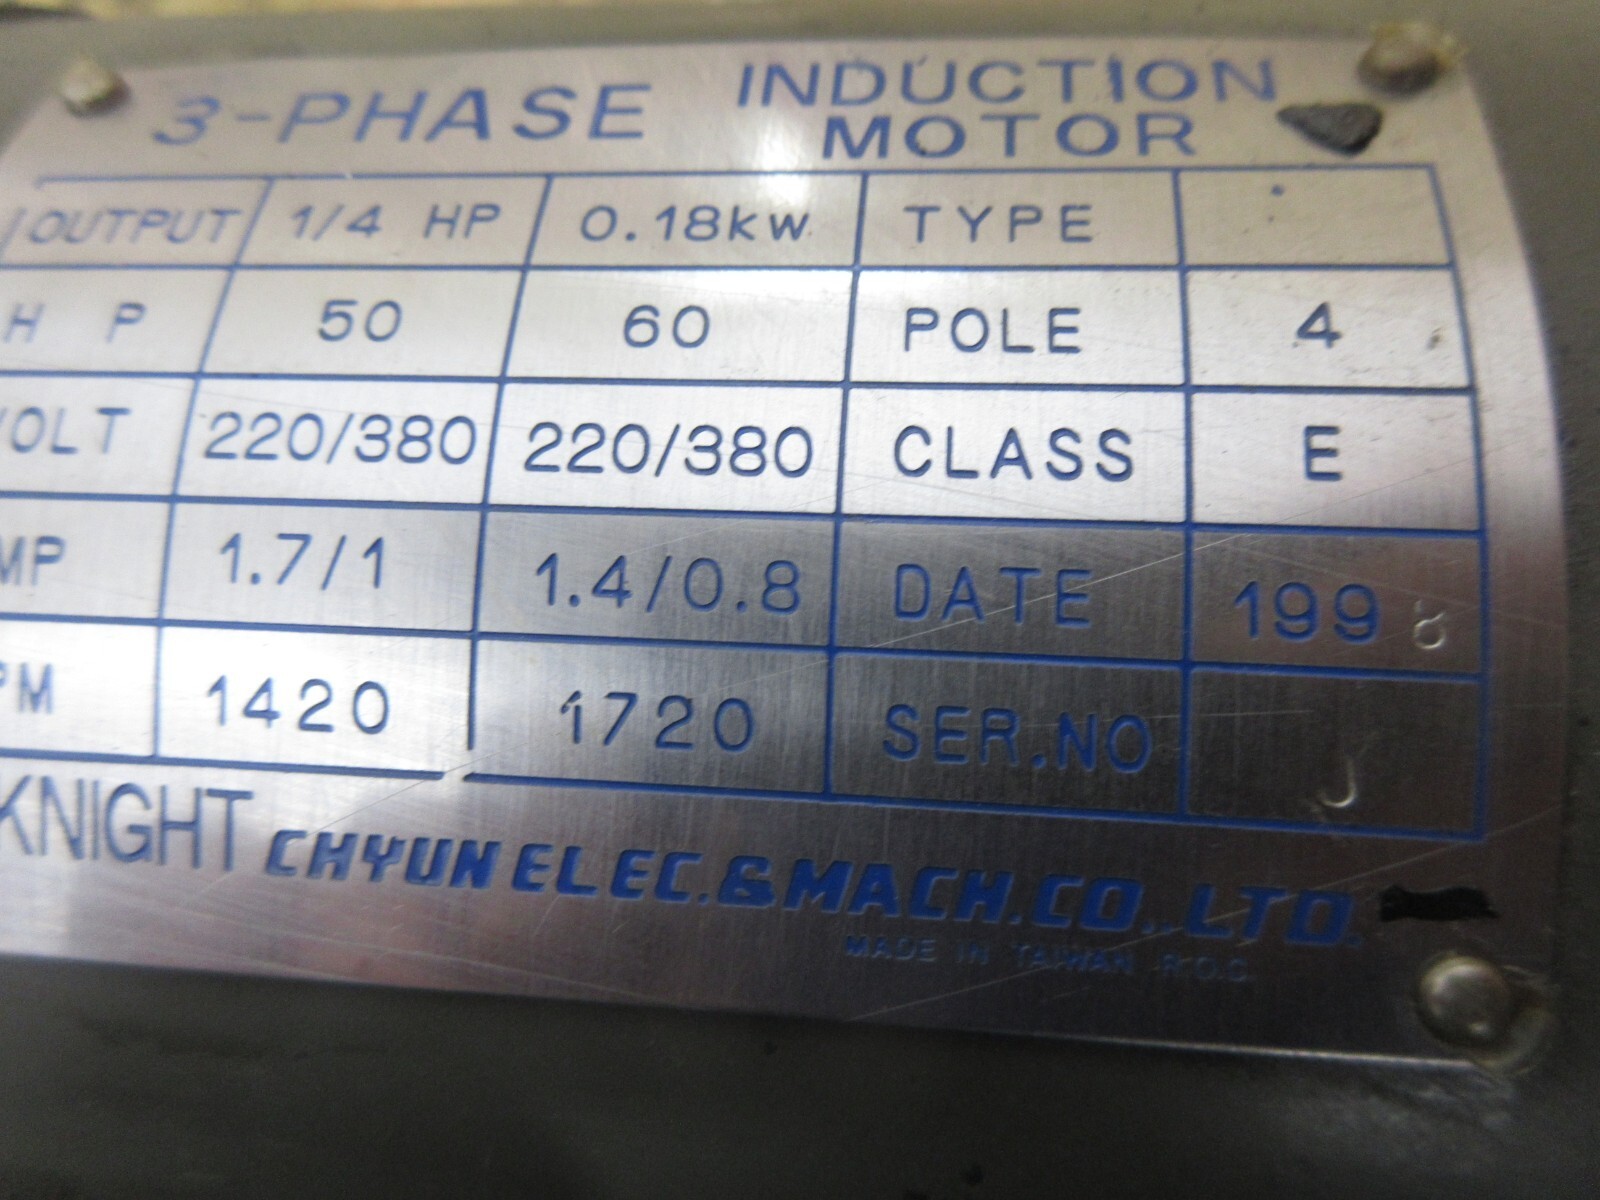 3-PHASE INDUCTION MOTOR
OUTPUT 1/4 HP 0.18kw TYPE
H P 50 60 POLE 4
VOLT 220/380 220/380 CLASS E
MP 1.7/1 1.4/0.8 DATE 1998
PM 1420 1720 SER.NO J
KNIGHT CHYUN ELEC.&MACH.CO.,LTD.
MADE IN TAIWAN R.O.C.